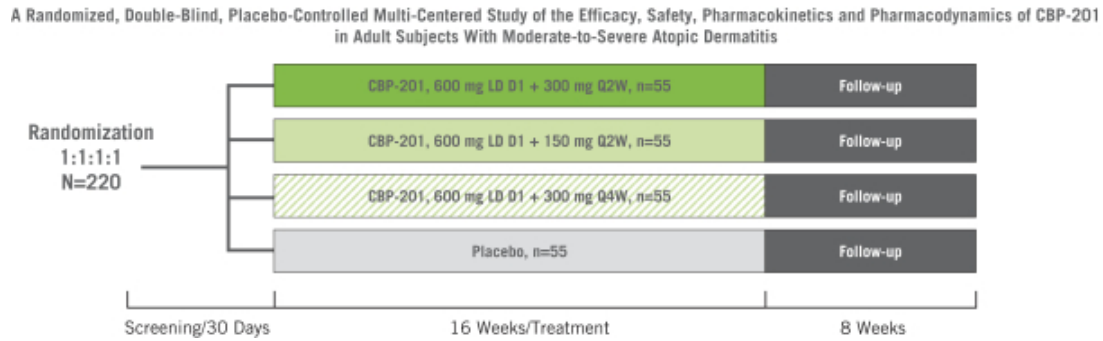 A Randomized, Double-Blind, Placebo-Controlled Multi-Centered Study of the Efficacy, Safety, Pharmacokinetics and Pharmacodynamics of CBP-201
in Adult Subjects With Moderate-to-Severe Atopic Dermatitis
Randomization
1:1:1:1
N=220
CBP-201, 600 mg LD D1 + 300 mg Q2W, n=55
Follow-up
CBP-201, 600 mg LD D1 + 150 mg Q2W, n=55
Follow-up
CBP-201, 600 mg LD D1 + 300 mg Q4W, n=55
Follow-up
Placebo, n=55
Follow-up
Screening/30 Days
16 Weeks/Treatment
8 Weeks